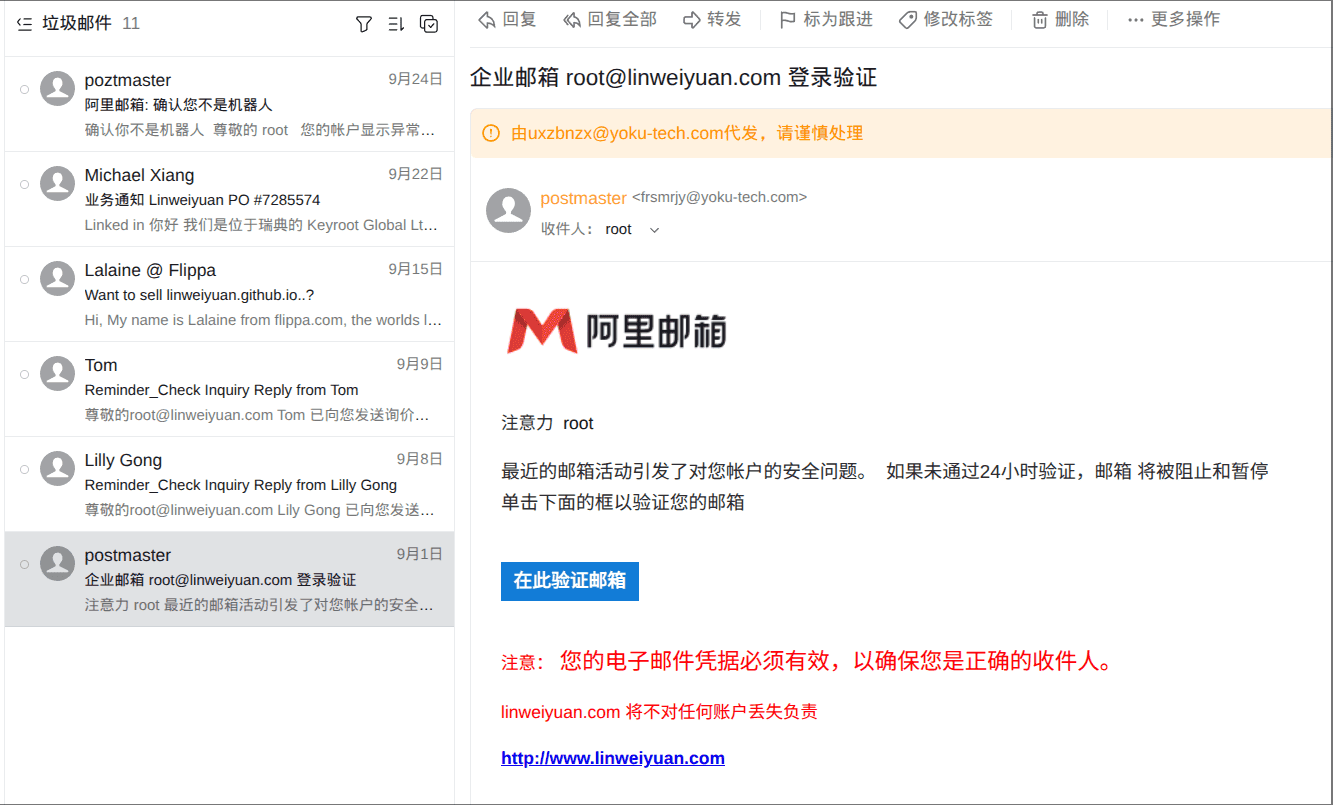 垃圾邮件 11
poztmaster 9月24日
阿里邮箱: 确认您不是机器人
确认你不是机器人 尊敬的 root 您的帐户显示异常…
Michael Xiang 9月22日
业务通知 Linweiyuan PO #7285574
Linked in 你好 我们是位于瑞典的 Keyroot Global Lt…
Lalaine @ Flippa 9月15日
Want to sell linweiyuan.github.io..?
Hi, My name is Lalaine from flippa.com, the worlds l…
Tom 9月9日
Reminder_Check Inquiry Reply from Tom
尊敬的root@linweiyuan.com Tom 已向您发送询价…
Lilly Gong 9月8日
Reminder_Check Inquiry Reply from Lilly Gong
尊敬的root@linweiyuan.com Lily Gong 已向您发送…
postmaster 9月1日
企业邮箱 root@linweiyuan.com 登录验证
注意力 root 最近的邮箱活动引发了对您帐户的安全…
回复 回复全部 转发 标为跟进 修改标签 删除 更多操作
企业邮箱 root@linweiyuan.com 登录验证
由uxzbnzx@yoku-tech.com代发，请谨慎处理
postmaster <frsmrjy@yoku-tech.com>
收件人： root
阿里邮箱
注意力 root
最近的邮箱活动引发了对您帐户的安全问题。 如果未通过24小时验证，邮箱 将被阻止和暂停
单击下面的框以验证您的邮箱
在此验证邮箱
注意： 您的电子邮件凭据必须有效，以确保您是正确的收件人。
linweiyuan.com 将不对任何账户丢失负责
http://www.linweiyuan.com